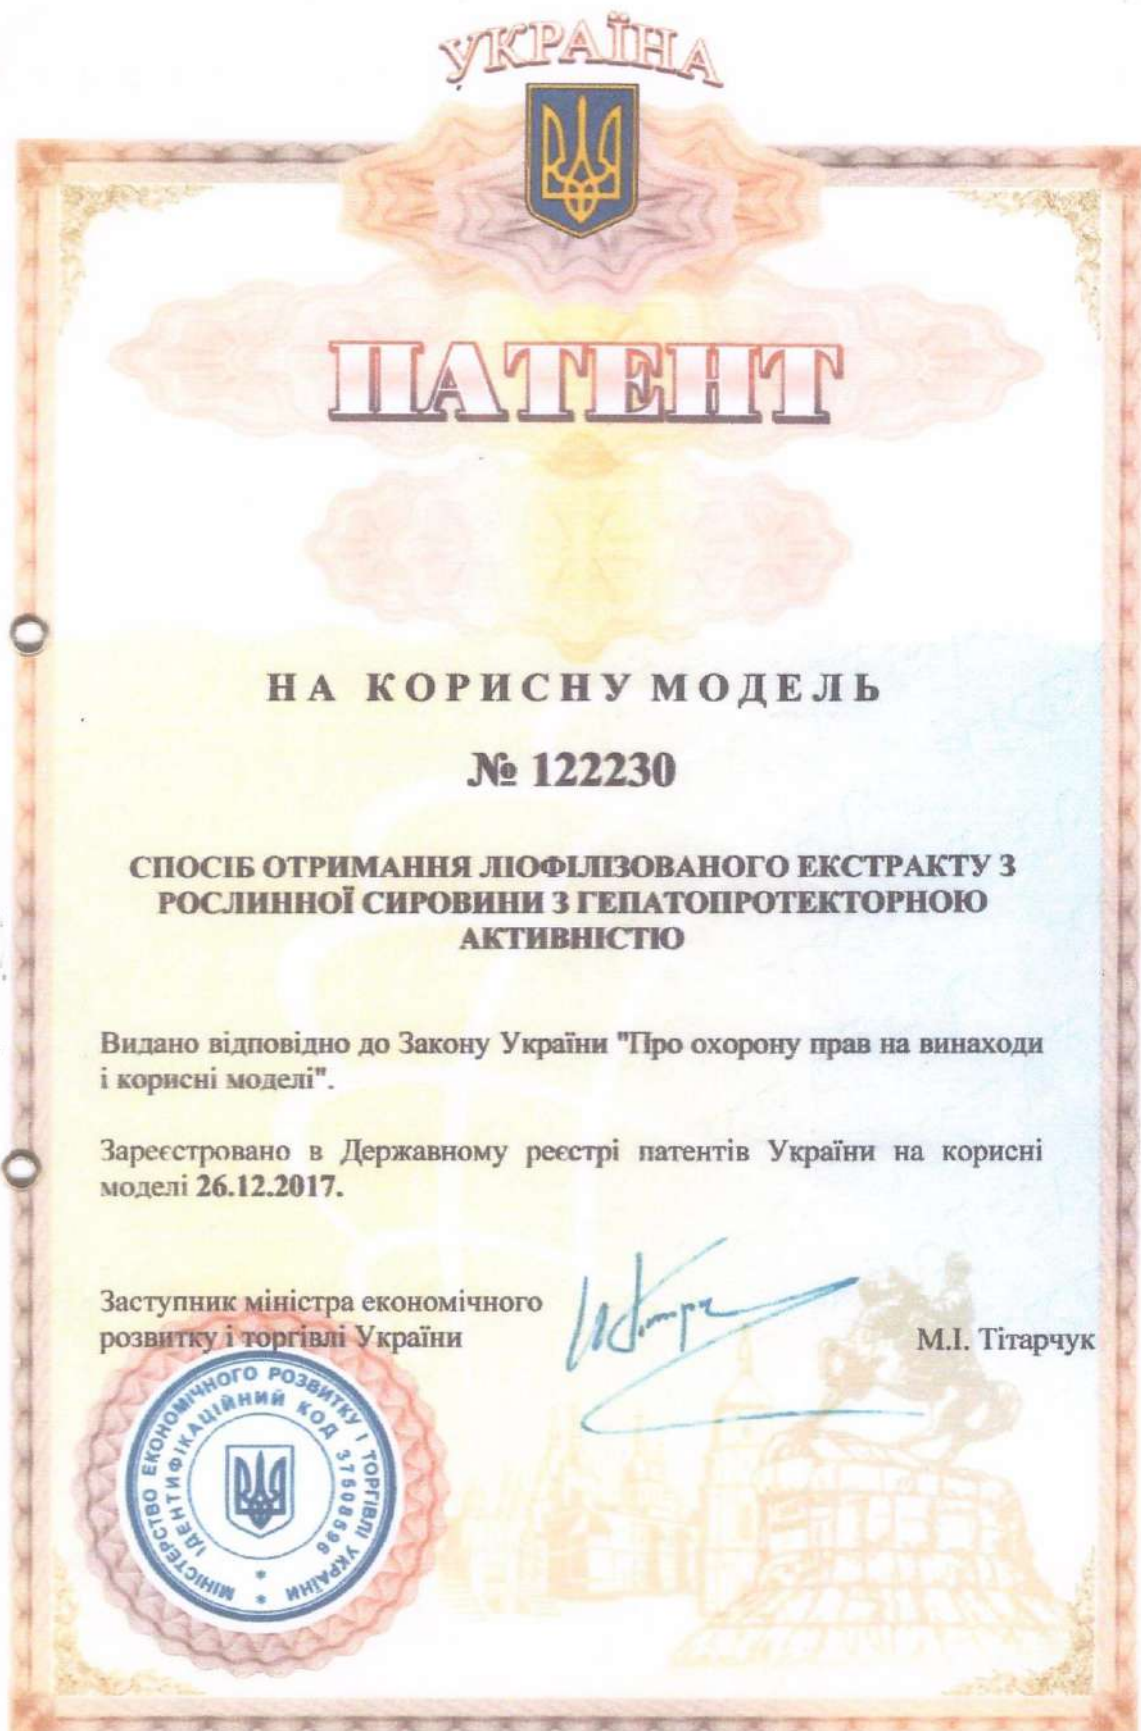 УКРАЇНА
ПАТЕНТ
НА КОРИСНУ МОДЕЛЬ
№ 122230
СПОСІБ ОТРИМАННЯ ЛІОФІЛІЗОВАНОГО ЕКСТРАКТУ З
РОСЛИННОЇ СИРОВИНИ З ГЕПАТОПРОТЕКТОРНОЮ
АКТИВНІСТЮ
Видано відповідно до Закону України "Про охорону прав на винаходи
і корисні моделі".
Зареєстровано в Державному реєстрі патентів України на корисні
моделі 26.12.2017.
Заступник міністра економічного
розвитку і торгівлі України
М.І. Тітарчук
МІНІСТЕРСТВО ЕКОНОМІЧНОГО РОЗВИТКУ І ТОРГІВЛІ УКРАЇНИ *
ІДЕНТИФІКАЦІЙНИЙ КОД 37508596 *